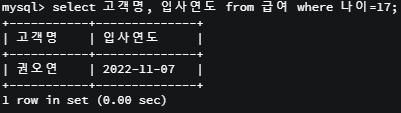 mysql> select 고객명, 입사연도 from 급여 where 나이=17;
+-----------+-------------+
| 고객명    | 입사연도    |
+-----------+-------------+
| 권오연    | 2022-11-07  |
+-----------+-------------+
1 row in set (0.00 sec)